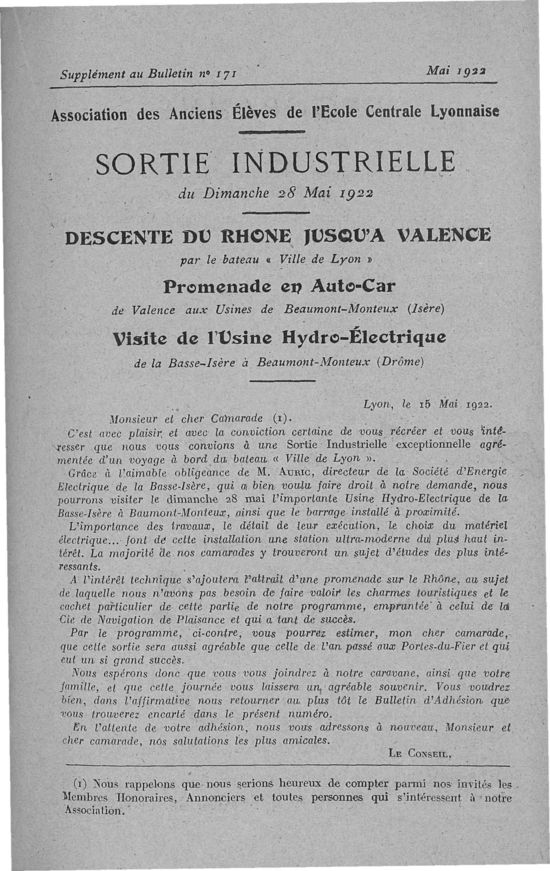 Supplément au Bulletin nº 171 Mai 1922
Association des Anciens Élèves de l'Ecole Centrale Lyonnaise
SORTIE INDUSTRIELLE
du Dimanche 28 Mai 1922
DESCENTE DU RHONE JUSQU'A VALENCE
par le bateau « Ville de Lyon »
Promenade en Auto-Car
de Valence aux Usines de Beaumont-Monteux (Isère)
Visite de l'Usine Hydro-Électrique
de la Basse-Isère à Beaumont-Monteux (Drôme)
Lyon, le 15 Mai 1922.
Monsieur et cher Camarade (1).
C'est avec plaisir et avec la conviction certaine de vous récréer et vous inté-
resser que nous vous convions à une Sortie Industrielle exceptionnelle agré-
mentée d'un voyage à bord du bateau « Ville de Lyon ».
Grâce à l'aimable obligeance de M. AURIC, directeur de la Société d'Energie
Electrique de la Basse-Isère, qui a bien voulu faire droit à notre demande, nous
pourrons visiter le dimanche 28 mai l'importante Usine Hydro-Electrique de la
Basse-Isère à Baumont-Monteux, ainsi que le barrage installé à proximité.
L'importance des travaux, le détail de leur exécution, le choix du matériel
électrique... font de cette installation une station ultra-moderne du plus haut in-
térêt. La majorité de nos camarades y trouveront un sujet d'études des plus inté-
ressants.
A l'intérêt technique s'ajoutera l'attrait d'une promenade sur le Rhône, au sujet
de laquelle nous n'avons pas besoin de faire valoir les charmes touristiques et le
cachet particulier de cette partie de notre programme, empruntée à celui de la
Cie de Navigation de Plaisance et qui a tant de succès.
Par le programme, ci-contre, vous pourrez estimer, mon cher camarade,
que cette sortie sera aussi agréable que celle de l'an passé aux Portes-du-Fier et qui
eut un si grand succès.
Nous espérons donc que vous vous joindrez à notre caravane, ainsi que votre
famille, et que cette journée vous laissera un agréable souvenir. Vous voudrez
bien, dans l'affirmative nous retourner au plus tôt le Bulletin d'Adhésion que
vous trouverez encarté dans le présent numéro.
En l'attente de votre adhésion, nous vous adressons à nouveau, Monsieur et
cher camarade, nos salutations les plus amicales.
LE CONSEIL.
(1) Nous rappelons que nous serions heureux de compter parmi nos invités les
Membres Honoraires, Annonciers et toutes personnes qui s'intéressent à notre
Association.